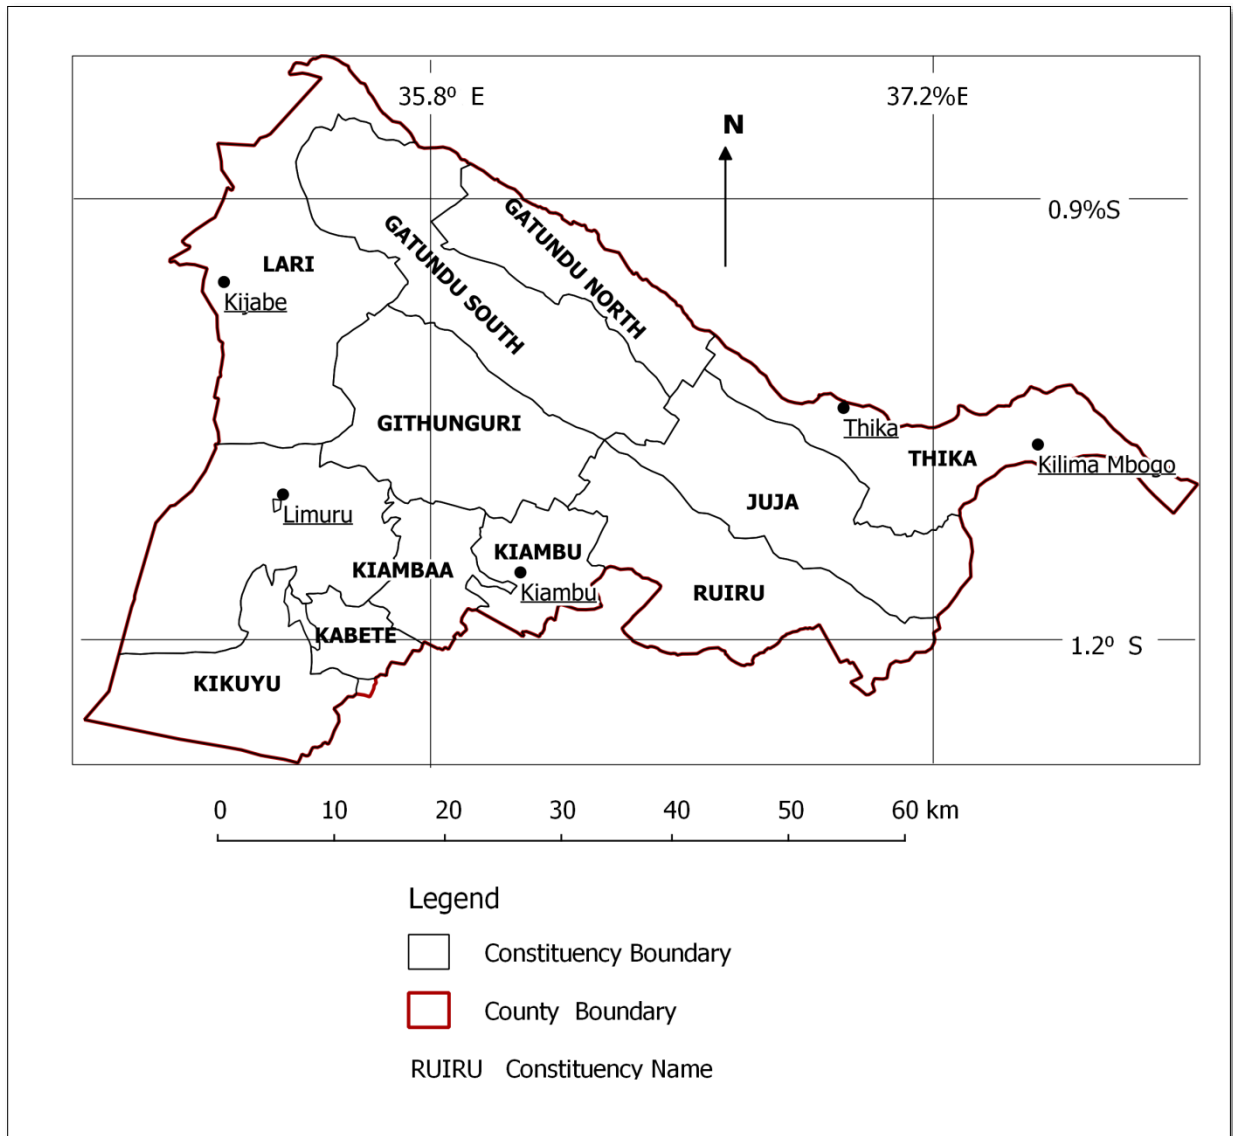 35.8⁰ E
37.2%E
N
0.9%S
GATUNDU NORTH
GATUNDU SOUTH
LARI
Kijabe
GITHUNGURI
Thika
THIKA
Kilima Mbogo
JUJA
Limuru
KIAMBU
KIAMBAA
Kiambu
RUIRU
KABETE
1.2⁰ S
KIKUYU
0 10 20 30 40 50 60 km
Legend
Constituency Boundary
County Boundary
RUIRU Constituency Name